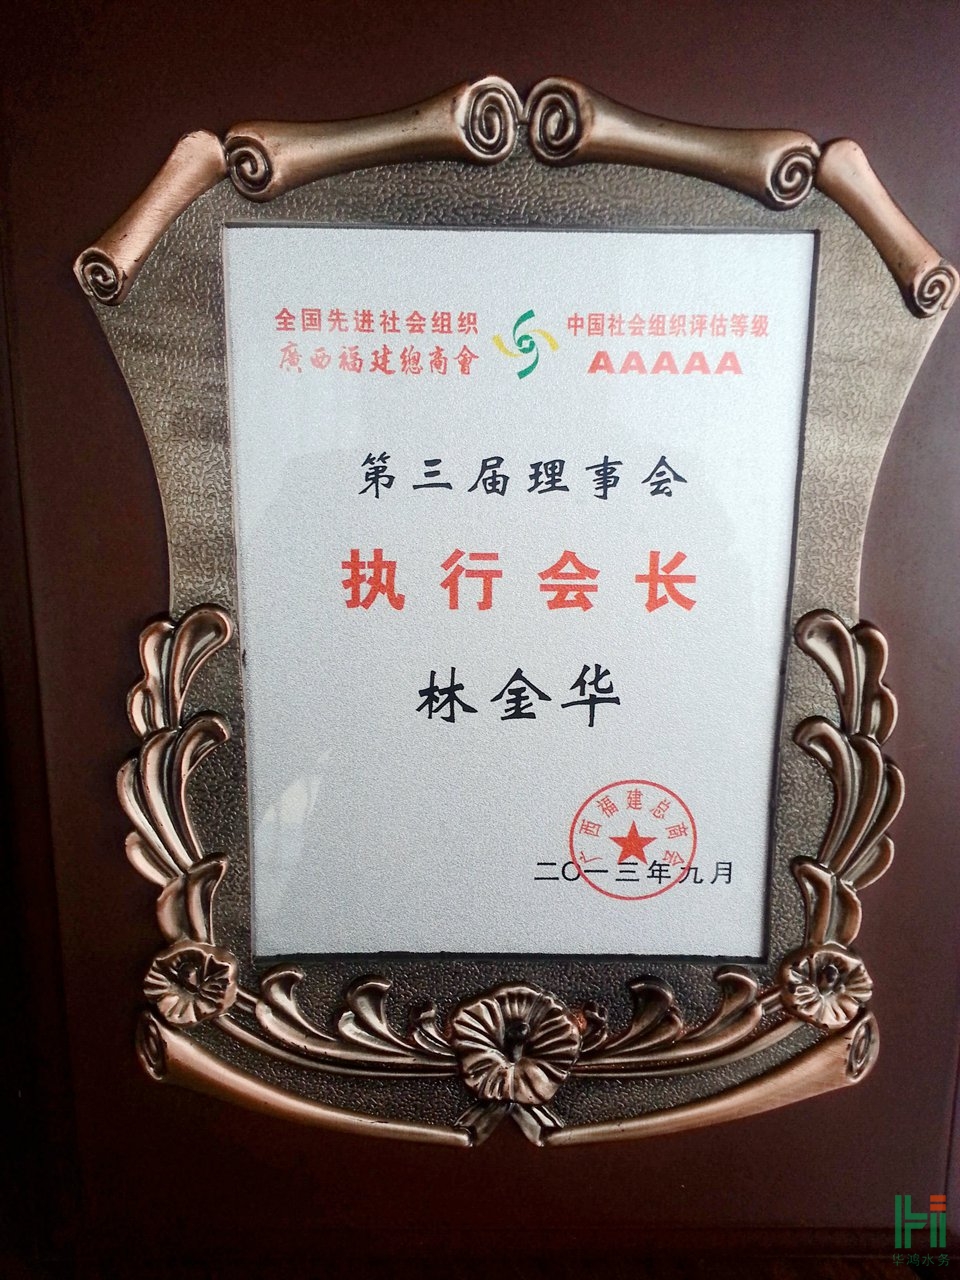 全国先进社会组织
廣西福建總商會
中国社会组织评估等级
AAAAA
第三届理事会
执行会长
林金华
广西福建总商会
二〇一三年九月
华鸿水务